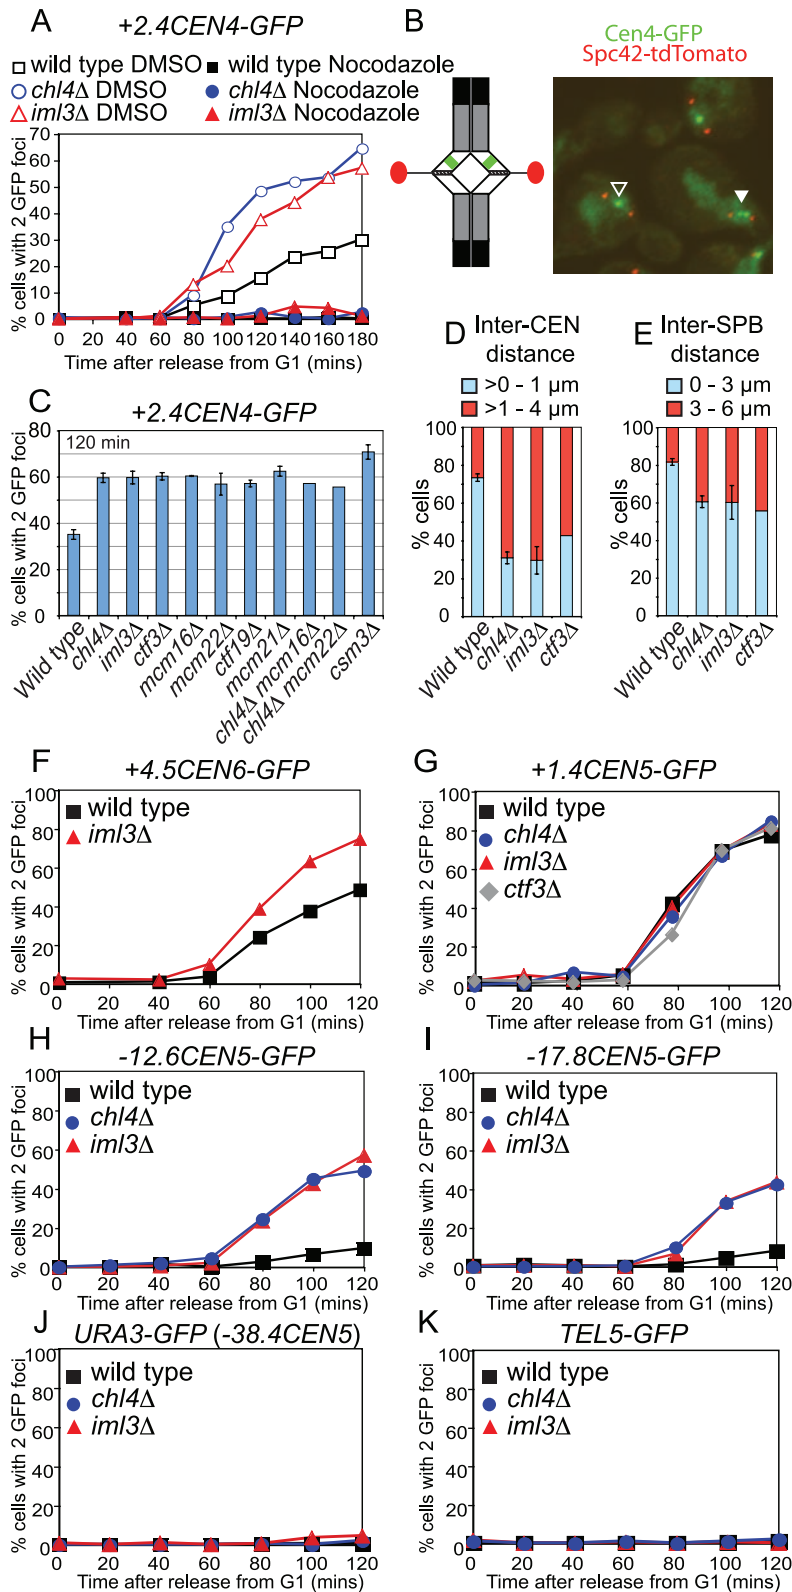 A
+2.4CEN4-GFP
wild type DMSO
wild type Nocodazole
chl4Δ DMSO
chl4Δ Nocodazole
iml3Δ DMSO
iml3Δ Nocodazole
% cells with 2 GFP foci
70
60
50
40
30
20
10
0
0 20 40 60 80 100 120 140 160 180
Time after release from G1 (mins)
B
Cen4-GFP
Spc42-tdTomato
C
+2.4CEN4-GFP
120 min
% cells with 2 GFP foci
80
60
40
20
0
Wild type
chl4Δ
iml3Δ
ctf3Δ
mcm16Δ
mcm22Δ
ctf19Δ
mcm21Δ
chl4Δ mcm16Δ
chl4Δ mcm22Δ
csm3Δ
D
Inter-CEN
distance
>0 - 1 µm
>1 - 4 µm
% cells
100
80
60
40
20
0
Wild type
chl4Δ
iml3Δ
ctf3Δ
E
Inter-SPB
distance
0 - 3 µm
3 - 6 µm
% cells
100
80
60
40
20
0
Wild type
chl4Δ
iml3Δ
ctf3Δ
F
+4.5CEN6-GFP
wild type
iml3Δ
% cells with 2 GFP foci
100
80
60
40
20
0
0 20 40 60 80 100 120
Time after release from G1 (mins)
G
+1.4CEN5-GFP
wild type
chl4Δ
iml3Δ
ctf3Δ
% cells with 2 GFP foci
100
80
60
40
20
0
0 20 40 60 80 100 120
Time after release from G1 (mins)
H
-12.6CEN5-GFP
wild type
chl4Δ
iml3Δ
% cells with 2 GFP foci
100
80
60
40
20
0
0 20 40 60 80 100 120
Time after release from G1 (mins)
I
-17.8CEN5-GFP
wild type
chl4Δ
iml3Δ
% cells with 2 GFP foci
100
80
60
40
20
0
0 20 40 60 80 100 120
Time after release from G1 (mins)
J
URA3-GFP (-38.4CEN5)
wild type
chl4Δ
iml3Δ
% cells with 2 GFP foci
100
80
60
40
20
0
0 20 40 60 80 100 120
Time after release from G1 (mins)
K
TEL5-GFP
wild type
chl4Δ
iml3Δ
% cells with 2 GFP foci
100
80
60
40
20
0
0 20 40 60 80 100 120
Time after release from G1 (mins)